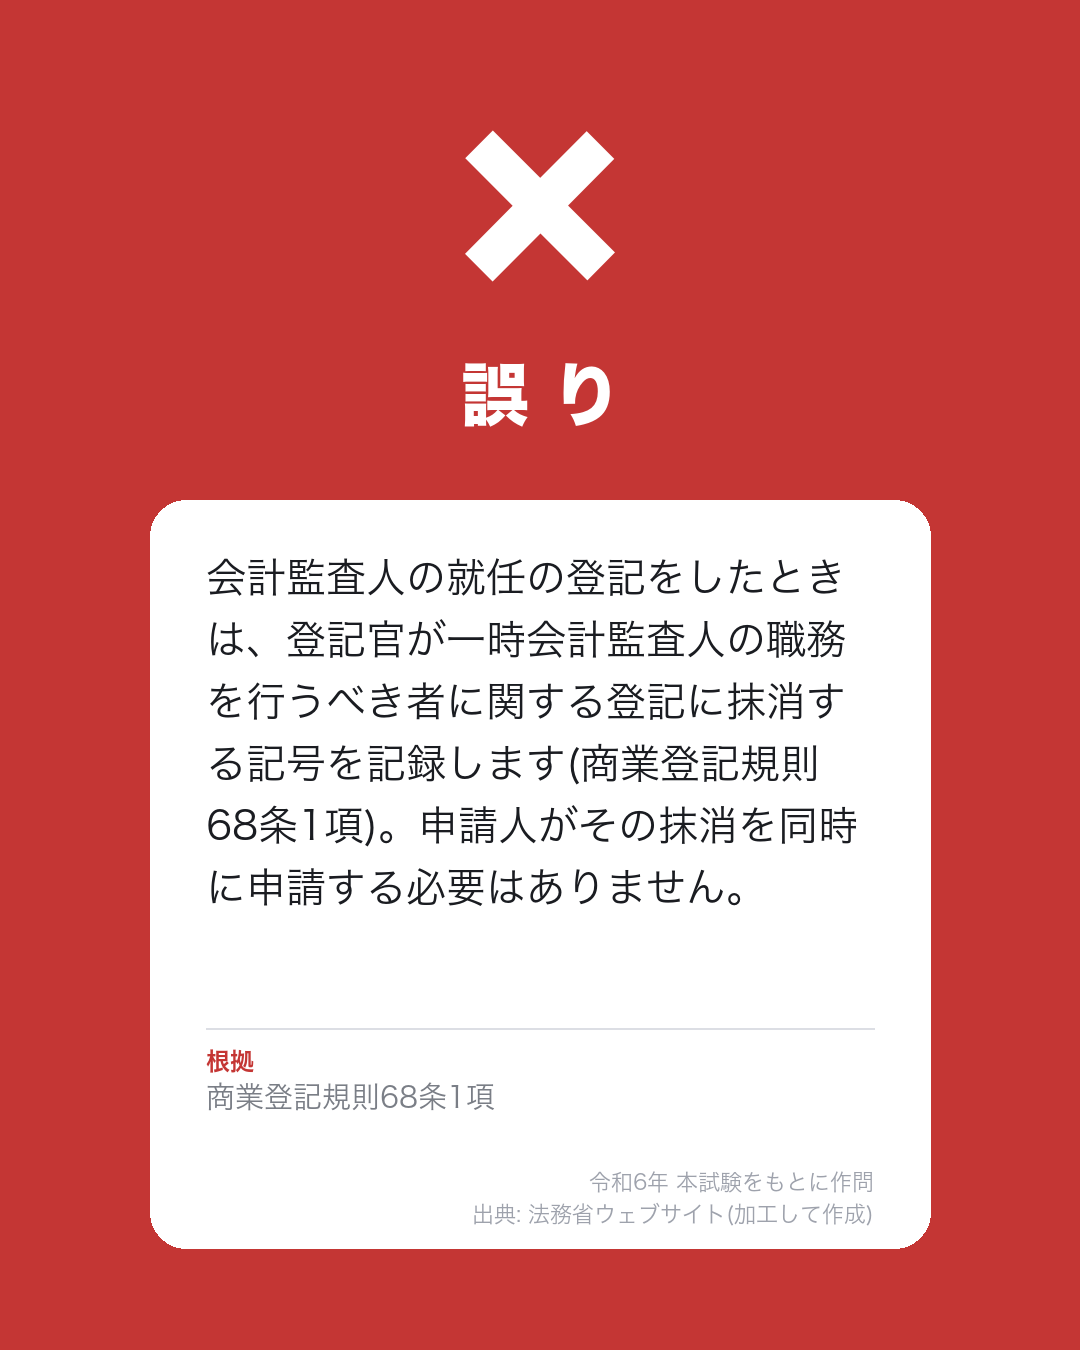 誤り
会計監査人の就任の登記をしたとき
は、登記官が一時会計監査人の職務
を行うべき者に関する登記に抹消す
る記号を記録します(商業登記規則
68条1項)。申請人がその抹消を同時
に申請する必要はありません。
根拠
商業登記規則68条1項
令和6年 本試験をもとに作問
出典: 法務省ウェブサイト(加工して作成)